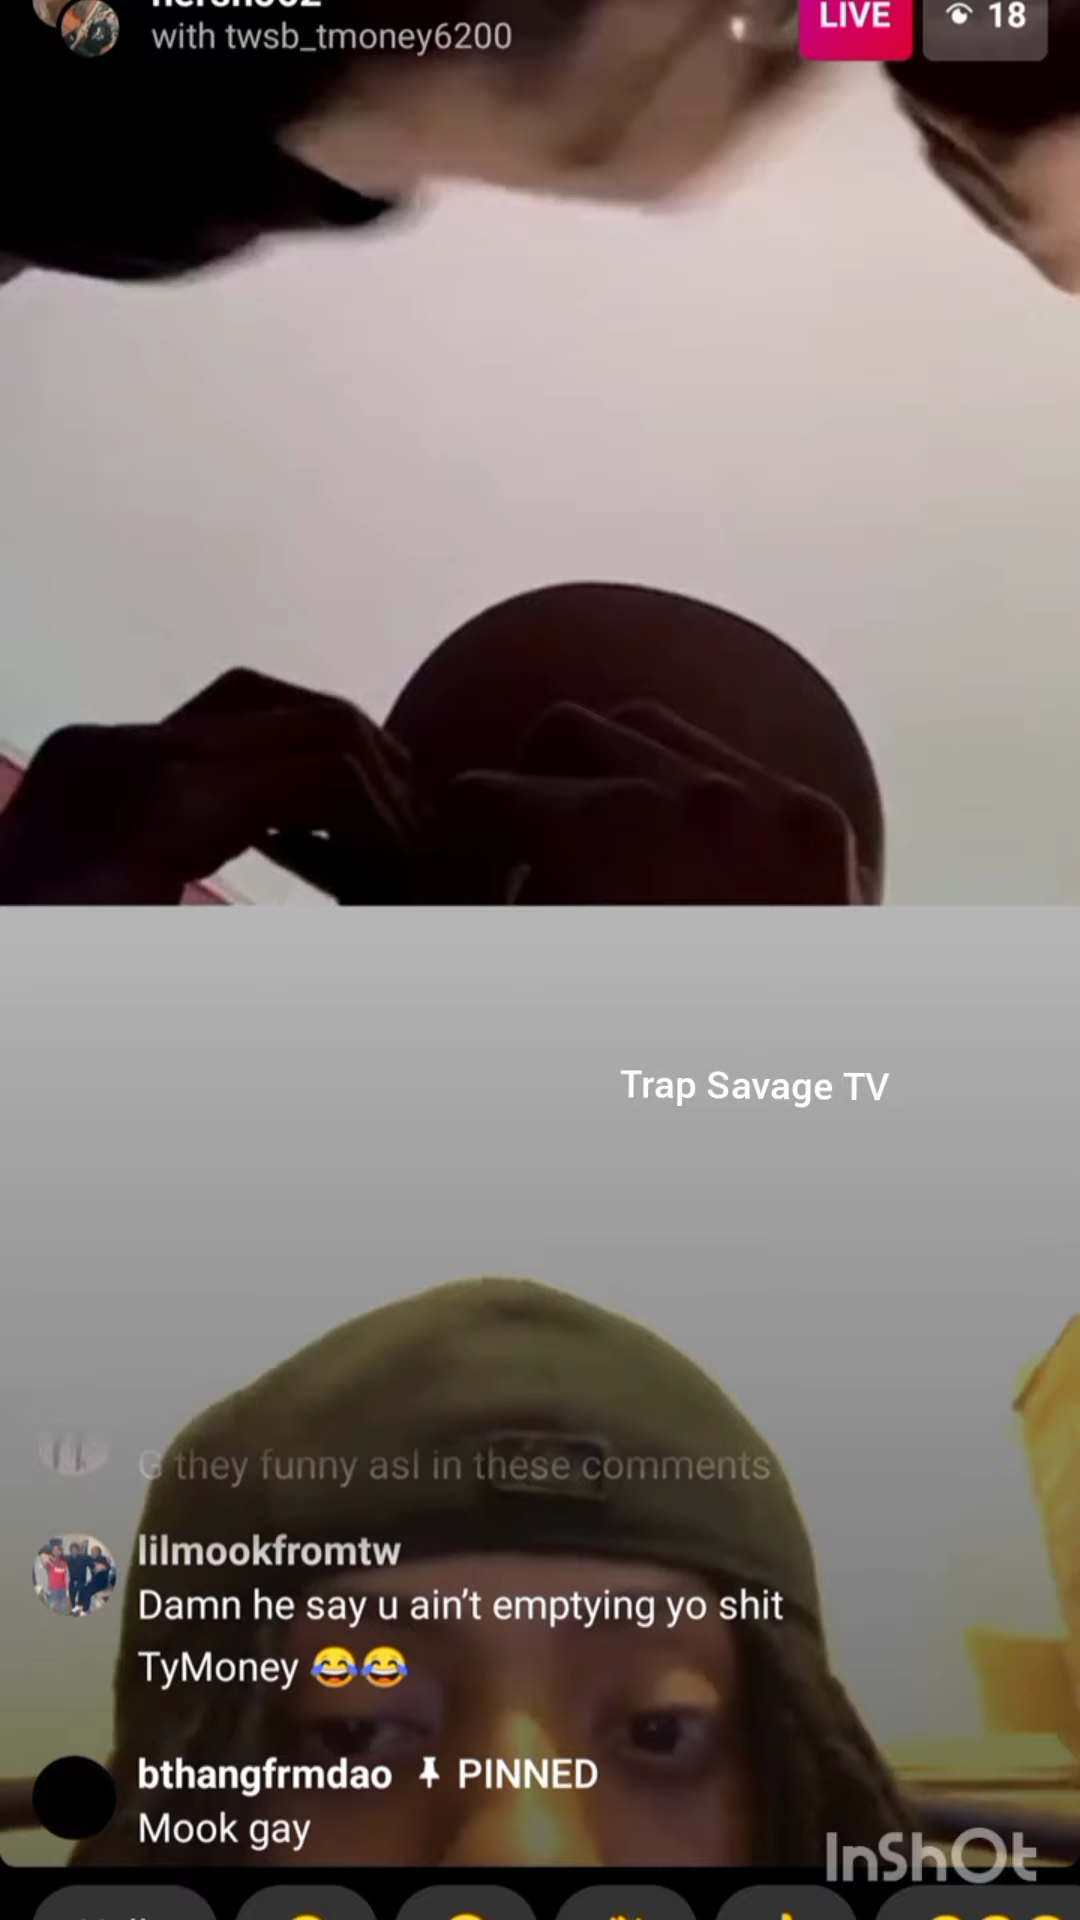 with twsb_tmoney6200
LIVE
18
Trap Savage TV
G they funny asl in these comments
lilmookfromtw
Damn he say u ain’t emptying yo shit
TyMoney 😂😂
bthangfrmdao PINNED
Mook gay
InShOt